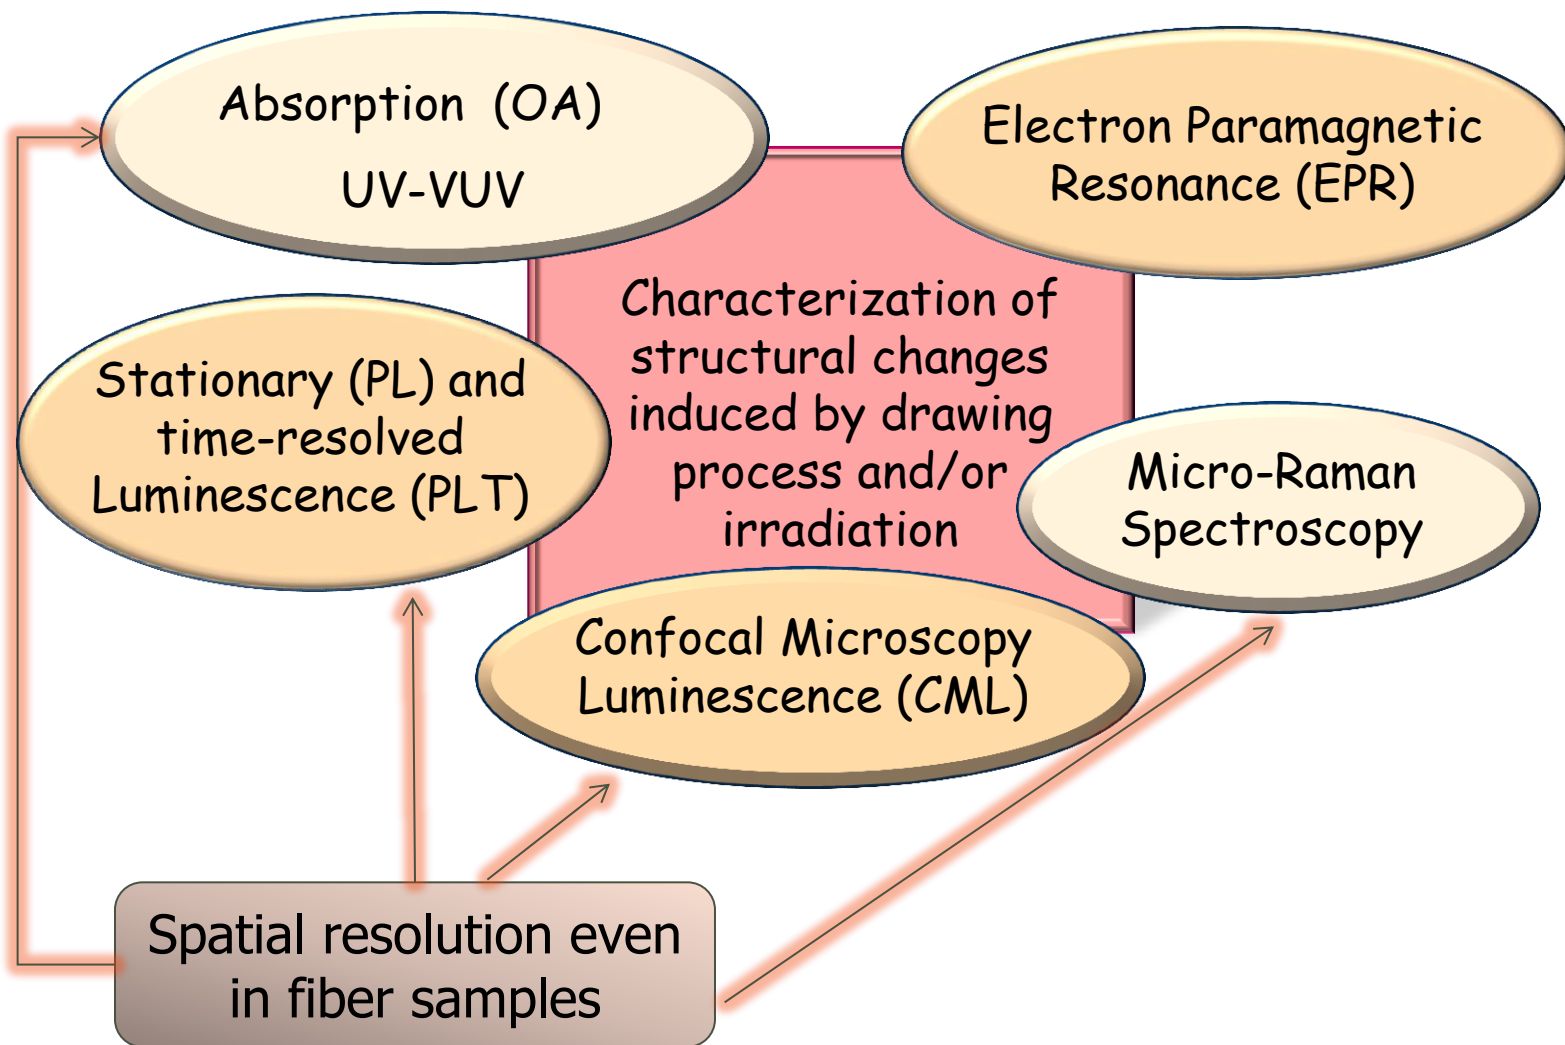 Absorption (OA)
UV-VUV
Electron Paramagnetic
Resonance (EPR)
Characterization of
structural changes
induced by drawing
process and/or
irradiation
Stationary (PL) and
time-resolved
Luminescence (PLT)
Micro-Raman
Spectroscopy
Confocal Microscopy
Luminescence (CML)
Spatial resolution even
in fiber samples